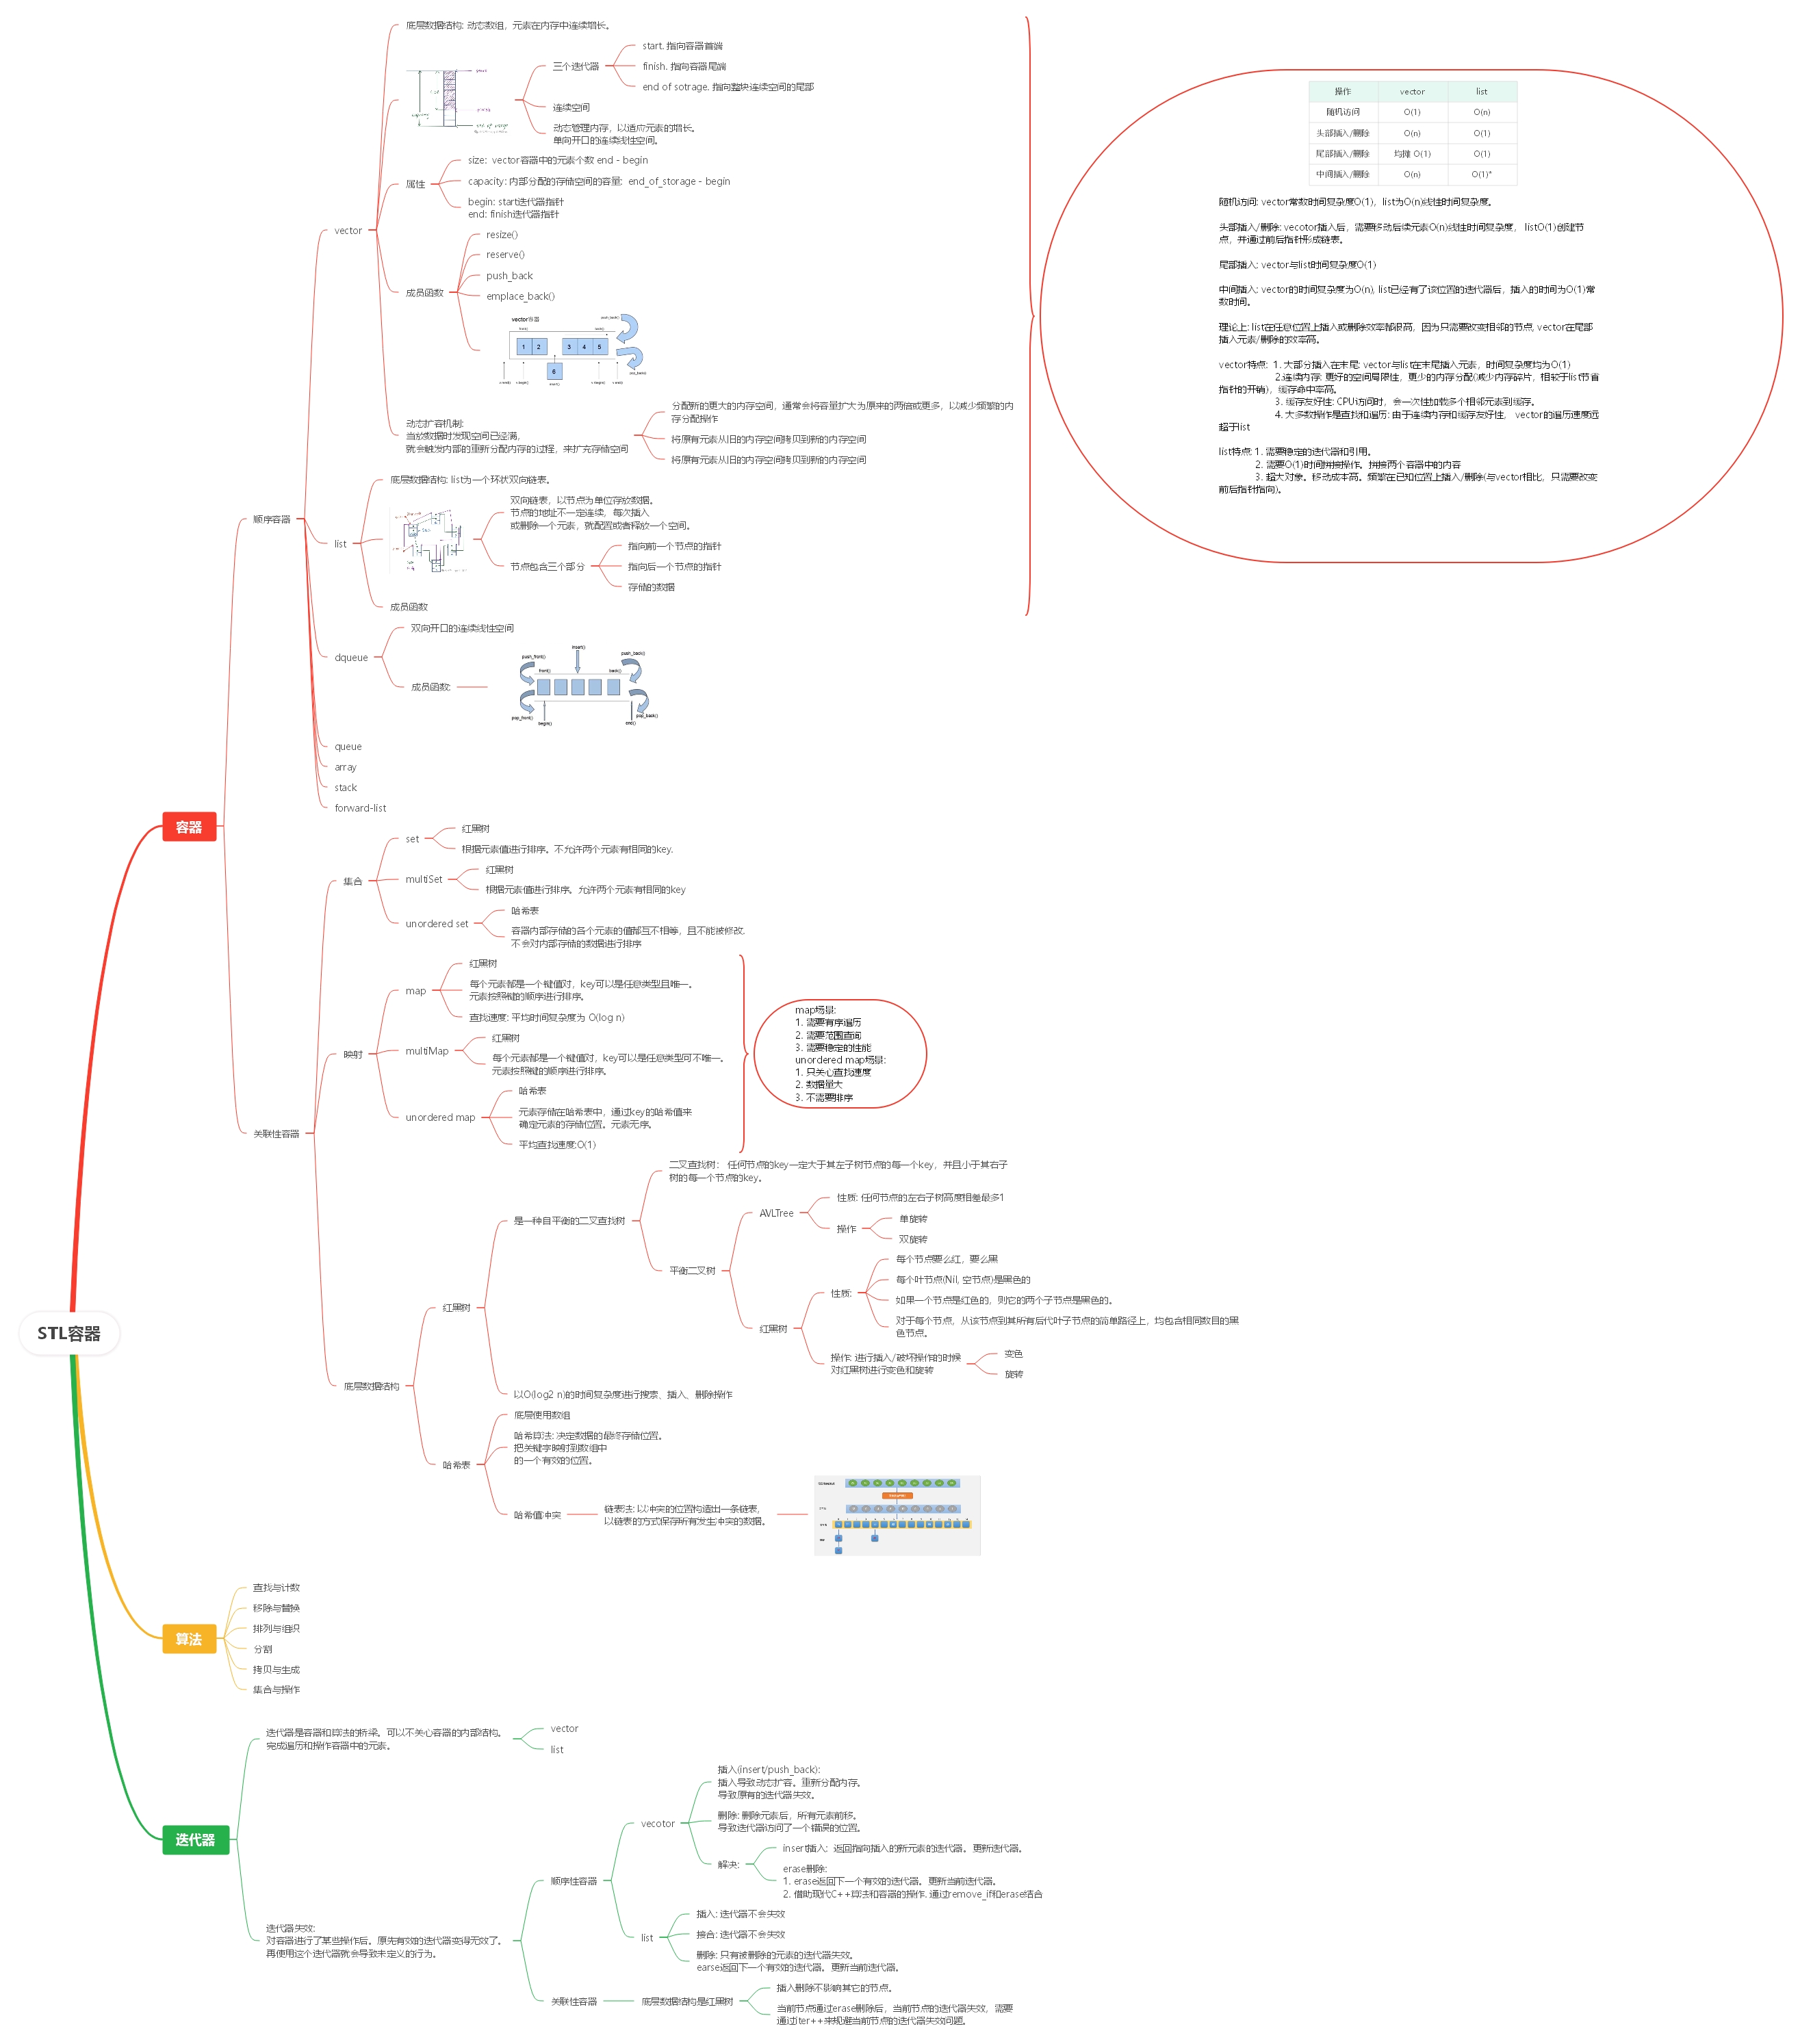 STL容器
容器
顺序容器
vector
底层数据结构: 动态数组，元素在内存中连续增长。
三个迭代器
start. 指向容器首端
finish. 指向容器尾端
end of sotrage. 指向整块连续空间的尾部
连续空间
动态管理内存，以适应元素的增长。
单向开口的连续线性空间。
属性
size: vector容器中的元素个数 end - begin
capacity: 内部分配的存储空间的容量: end_of_storage - begin
begin: start迭代器指针
end: finish迭代器指针
成员函数
resize()
reserve()
push_back
emplace_back()
vector容器
push_back()
front()
back()
1 2 3 4 5
6
insert()
动态扩容机制:
当放数据时发现空间已经满，
就会触发内部的重新分配内存的过程，来扩充存储空间
分配新的更大的内存空间，通常会将容量扩大为原来的两倍或更多，以减少频繁的内
存分配操作
将原有元素从旧的内存空间拷贝到新的内存空间
将原有元素从旧的内存空间拷贝到新的内存空间
list
底层数据结构: list为一个环状双向链表。
双向链表，以节点为单位存放数据。
节点的地址不一定连续，每次插入
或删除一个元素，就配置或者释放一个空间。
节点包含三个部分
指向前一个节点的指针
指向后一个节点的指针
存储的数据
成员函数
操作 vector list
随机访问 O(1) O(n)
头部插入/删除 O(n) O(1)
尾部插入/删除 均摊 O(1) O(1)
中间插入/删除 O(n) O(1)*
随机访问: vector常数时间复杂度O(1)，list为O(n)线性时间复杂度。
头部插入/删除: vecotor插入后，需要移动后续元素O(n)线性时间复杂度， listO(1)创建节
点，并通过前后指针形成链表。
尾部插入: vector与list时间复杂度O(1)
中间插入: vector的时间复杂度为O(n), list已经有了该位置的迭代器后，插入的时间为O(1)常
数时间。
理论上: list在任意位置上插入或删除效率都很高，因为只需要改变相邻的节点, vector在尾部
插入元素/删除的效率高。
vector特点: 1. 大部分插入在末尾: vector与list在末尾插入元素，时间复杂度均为O(1)
2.连续内存: 更好的空间局限性，更少的内存分配(减少内存碎片，相较于list节省
指针的开销)，缓存命中率高。
3. 缓存友好性: CPU访问时，会一次性加载多个相邻元素到缓存。
4. 大多数操作是查找和遍历: 由于连续内存和缓存友好性， vector的遍历速度远
超于list
list特点: 1. 需要稳定的迭代器和引用。
2. 需要O(1)时间拼接操作。拼接两个容器中的内容
3. 超大对象。移动成本高。频繁在已知位置上插入/删除(与vector相比，只需要改变
前后指针指向)。
dqueue
双向开口的连续线性空间
成员函数:
push_front()
insert()
push_back()
front()
back()
pop_front()
begin()
end()
pop_back()
queue
array
stack
forward-list
关联性容器
集合
set
红黑树
根据元素值进行排序。不允许两个元素有相同的key.
multiSet
红黑树
根据元素值进行排序。允许两个元素有相同的key
unordered set
哈希表
容器内部存储的各个元素的值都互不相等，且不能被修改.
不会对内部存储的数据进行排序
映射
map
红黑树
每个元素都是一个键值对，key可以是任意类型且唯一。
元素按照键的顺序进行排序。
查找速度: 平均时间复杂度为 O(log n)
multiMap
红黑树
每个元素都是一个键值对，key可以是任意类型可不唯一。
元素按照键的顺序进行排序。
unordered map
哈希表
元素存储在哈希表中，通过key的哈希值来
确定元素的存储位置。元素无序。
平均查找速度:O(1)
map场景:
1. 需要有序遍历
2. 需要范围查询
3. 需要稳定的性能
unordered map场景:
1. 只关心查找速度
2. 数据量大
3. 不需要排序
底层数据结构
红黑树
是一种自平衡的二叉查找树
二叉查找树： 任何节点的key一定大于其左子树节点的每一个key，并且小于其右子
树的每一个节点的key。
平衡二叉树
AVLTree
性质: 任何节点的左右子树高度相差最多1
操作
单旋转
双旋转
红黑树
性质:
每个节点要么红，要么黑
每个叶节点(Nil, 空节点)是黑色的
如果一个节点是红色的，则它的两个子节点是黑色的。
对于每个节点，从该节点到其所有后代叶子节点的简单路径上，均包含相同数目的黑
色节点。
操作: 进行插入/破坏操作的时候
对红黑树进行变色和旋转
变色
旋转
以O(log2 n)的时间复杂度进行搜索、插入、删除操作
哈希表
底层使用数组
哈希算法: 决定数据的最终存储位置。
把关键字映射到数组中
的一个有效的位置。
哈希值冲突
链表法: 以冲突的位置构造出一条链表，
以链表的方式保存所有发生冲突的数据。
算法
查找与计数
移除与替换
排列与组织
分割
拷贝与生成
集合与操作
迭代器
迭代器是容器和算法的桥梁。可以不关心容器的内部结构。
完成遍历和操作容器中的元素。
vector
list
迭代器失效:
对容器进行了某些操作后。原先有效的迭代器变得无效了。
再使用这个迭代器就会导致未定义的行为。
顺序性容器
vecotor
插入(insert/push_back):
插入导致动态扩容。重新分配内存。
导致原有的迭代器失效。
删除: 删除元素后，所有元素前移。
导致迭代器访问了一个错误的位置。
解决:
insert插入: 返回指向插入的新元素的迭代器。更新迭代器。
erase删除:
1. erase返回下一个有效的迭代器。更新当前迭代器。
2. 借助现代C++算法和容器的操作, 通过remove_if和erase结合
list
插入: 迭代器不会失效
接合: 迭代器不会失效
删除: 只有被删除的元素的迭代器失效。
earse返回下一个有效的迭代器。更新当前迭代器。
关联性容器
底层数据结构是红黑树
插入删除不影响其它的节点。
当前节点通过erase删除后，当前节点的迭代器失效，需要
通过iter++来规避当前节点的迭代器失效问题。